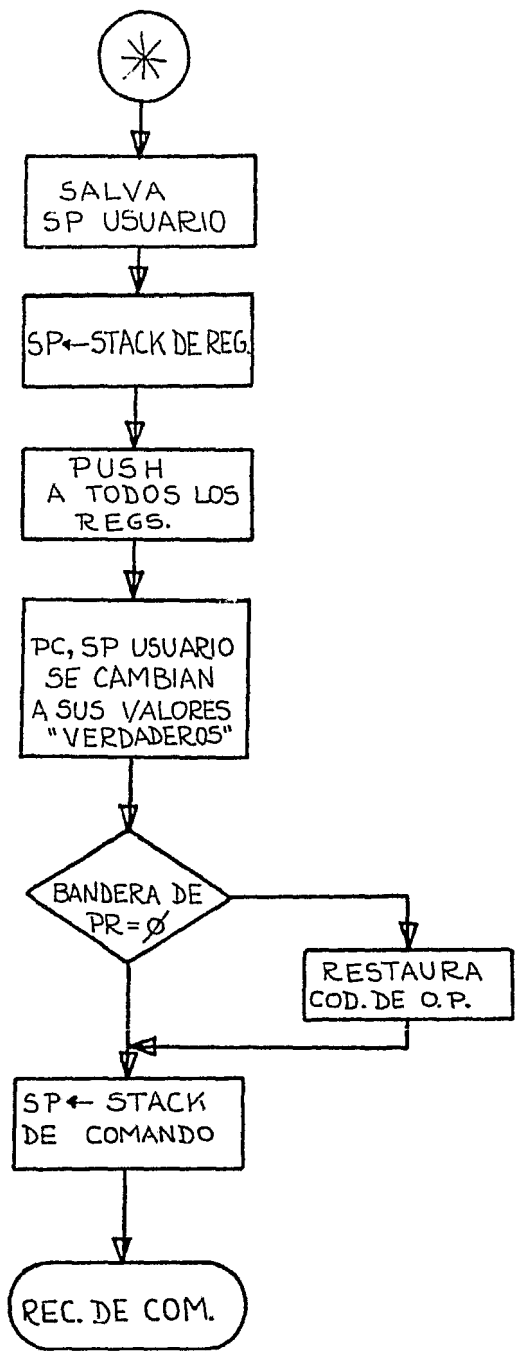 SALVA
SP USUARIO
SP←STACK DE REG.
PUSH
A TODOS LOS
REGS.
PC, SP USUARIO
SE CAMBIAN
A SUS VALORES
"VERDADEROS"
BANDERA DE
PR=Ø
RESTAURA
COD. DE O.P.
SP← STACK
DE COMANDO
REC. DE COM.